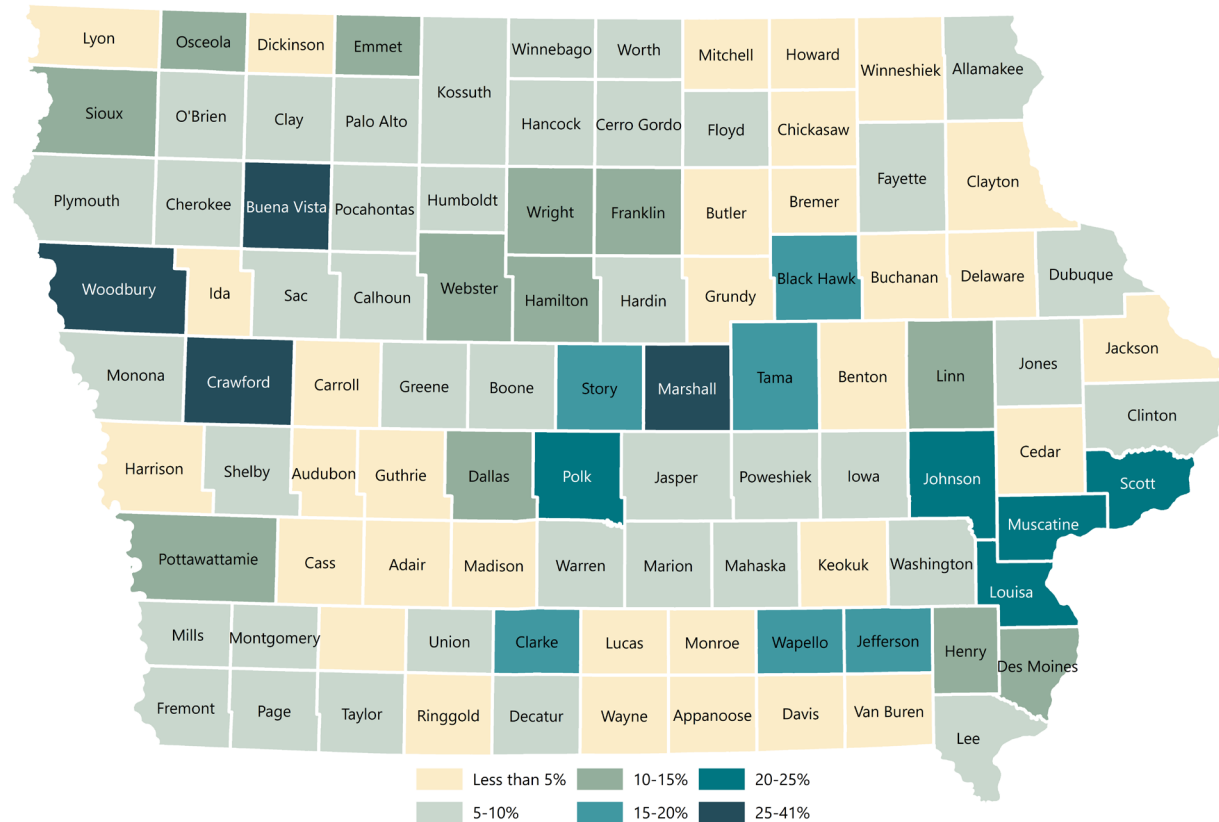 Lyon
Osceola
Dickinson
Emmet
Kossuth
Winnebago
Worth
Mitchell
Howard
Winneshiek
Allamakee
Sioux
O'Brien
Clay
Palo Alto
Hancock
Cerro Gordo
Floyd
Chickasaw
Fayette
Clayton
Plymouth
Cherokee
Buena Vista
Pocahontas
Humboldt
Wright
Franklin
Butler
Bremer
Woodbury
Ida
Sac
Calhoun
Webster
Hamilton
Hardin
Grundy
Black Hawk
Buchanan
Delaware
Dubuque
Monona
Crawford
Carroll
Greene
Boone
Story
Marshall
Tama
Benton
Linn
Jones
Jackson
Clinton
Harrison
Shelby
Audubon
Guthrie
Dallas
Polk
Jasper
Poweshiek
Iowa
Johnson
Cedar
Scott
Muscatine
Pottawattamie
Cass
Adair
Madison
Warren
Marion
Mahaska
Keokuk
Washington
Louisa
Mills
Montgomery
Union
Clarke
Lucas
Monroe
Wapello
Jefferson
Henry
Des Moines
Fremont
Page
Taylor
Ringgold
Decatur
Wayne
Appanoose
Davis
Van Buren
Lee
Less than 5%
10-15%
20-25%
5-10%
15-20%
25-41%